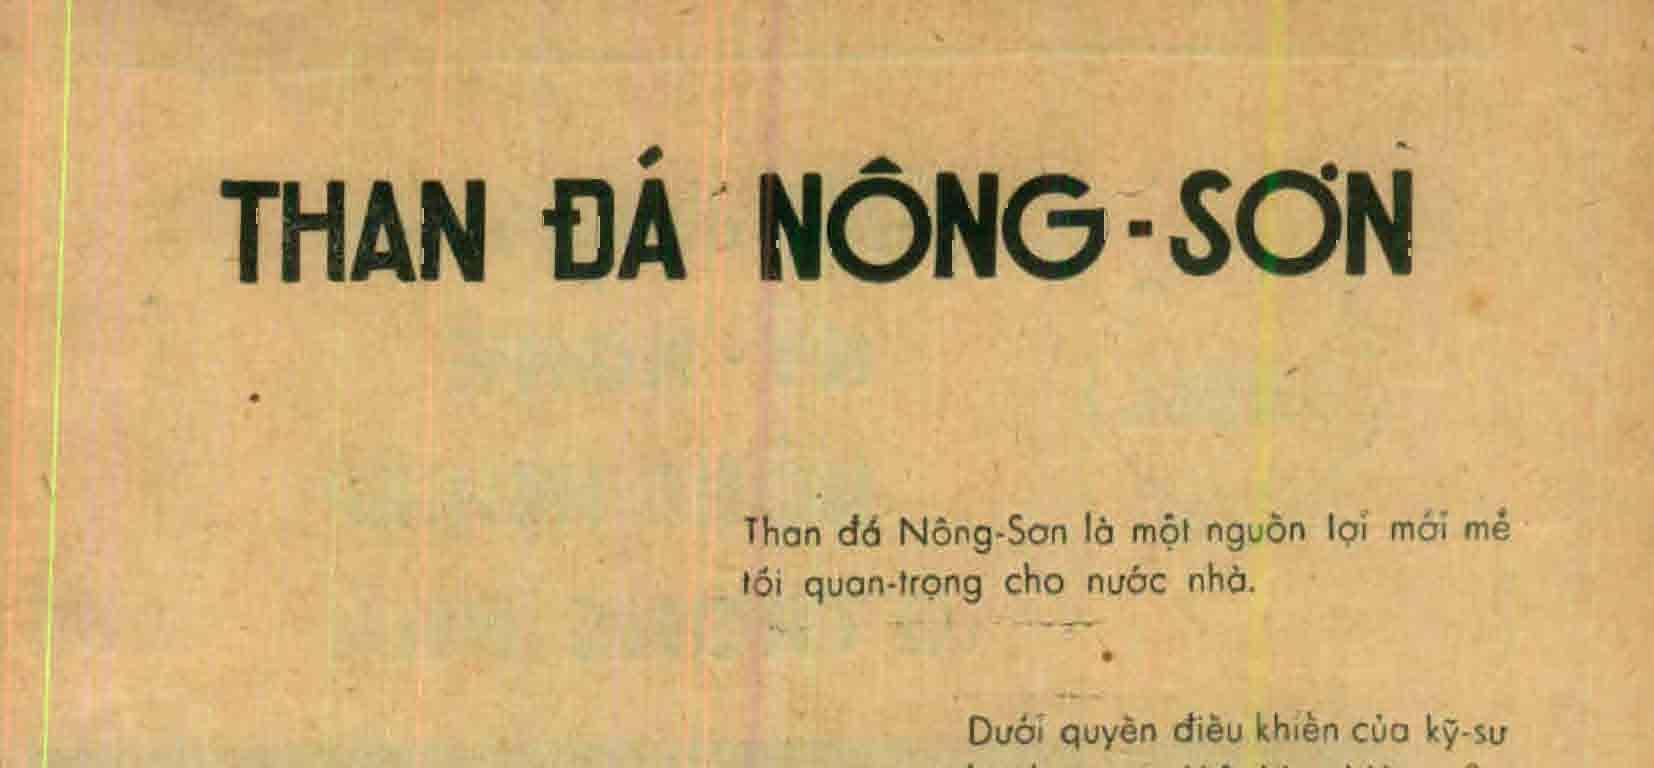 THAN ĐÁ NÔNG-SƠN
Than đá Nông-Sơn là một nguồn lợi mới mẻ
tối quan-trọng cho nước nhà.
Dưới quyền điều khiển của kỹ-sư